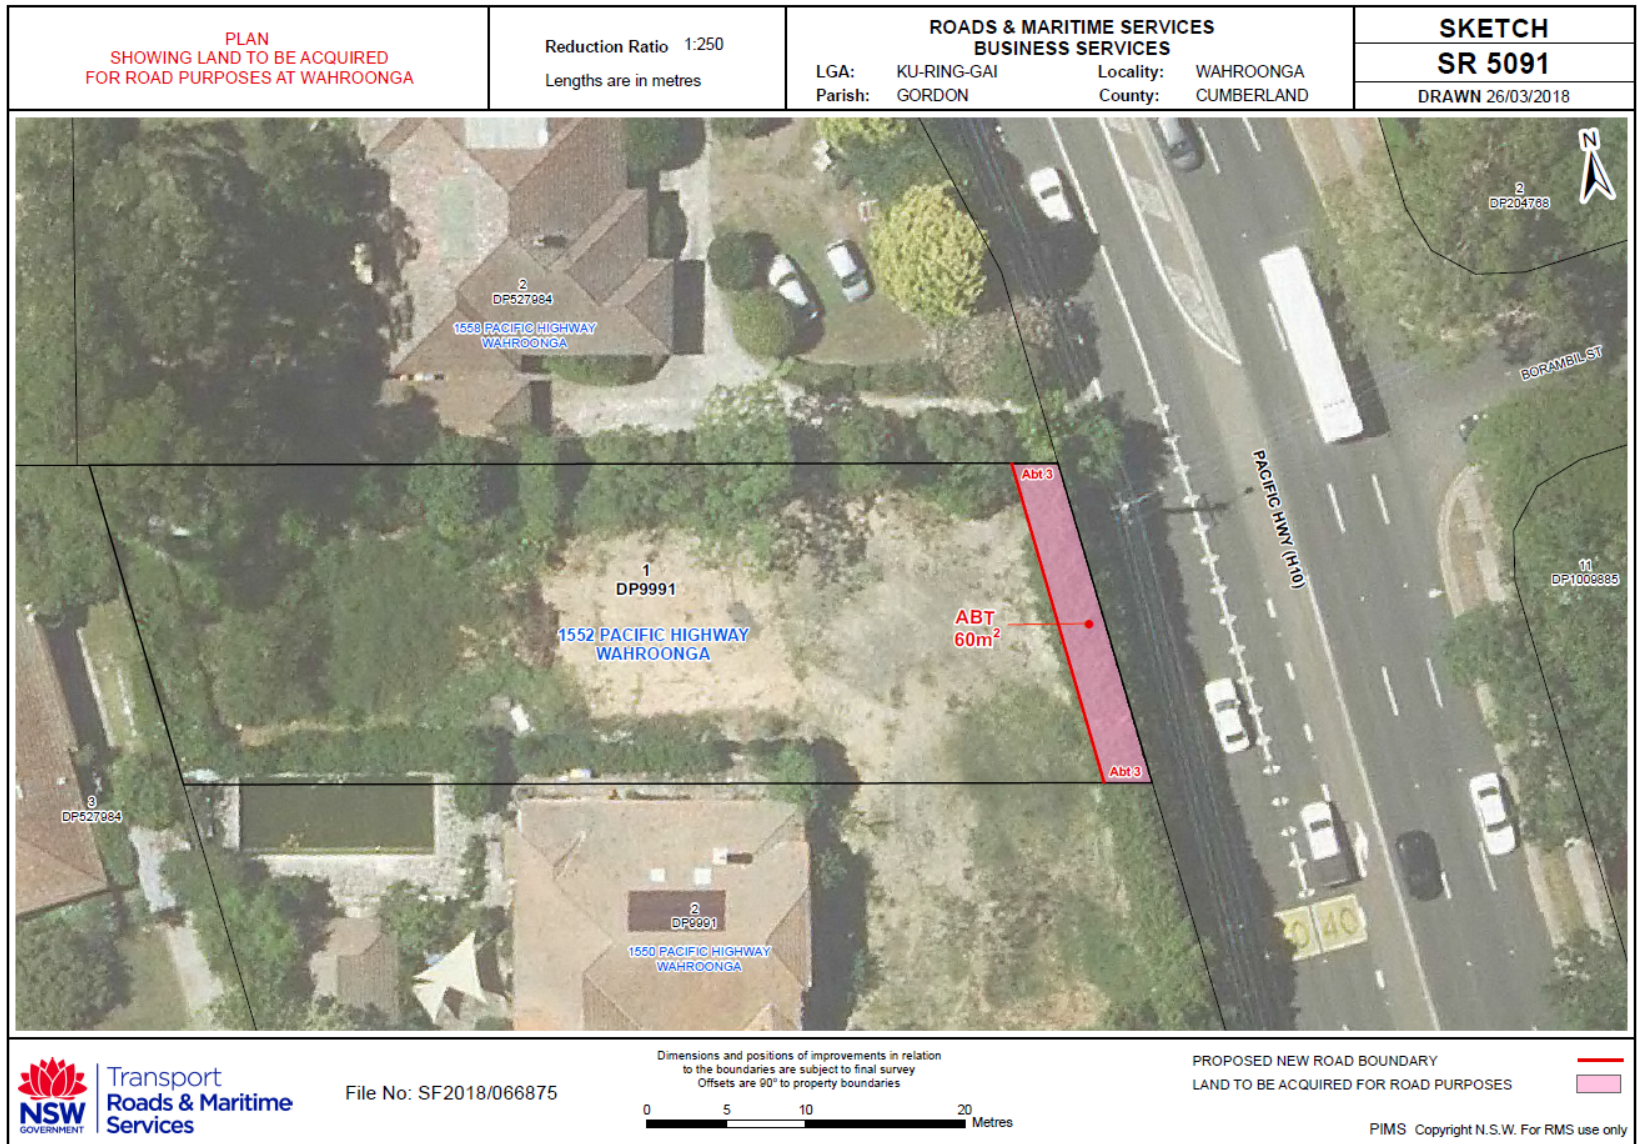 PLAN
SHOWING LAND TO BE ACQUIRED
FOR ROAD PURPOSES AT WAHROONGA
Reduction Ratio 1:250
Lengths are in metres
ROADS & MARITIME SERVICES
BUSINESS SERVICES
LGA: KU-RING-GAI Locality: WAHROONGA
Parish: GORDON County: CUMBERLAND
SKETCH
SR 5091
DRAWN 26/03/2018
N
2
DP204768
2
DP527984
1558 PACIFIC HIGHWAY
WAHROONGA
BORAMBIL ST
PACIFIC HWY (H10)
Abt 3
1
DP9991
1552 PACIFIC HIGHWAY
WAHROONGA
ABT
60m²
11
DP1009885
Abt 3
3
DP527984
2
DP9991
1550 PACIFIC HIGHWAY
WAHROONGA
40
NSW
GOVERNMENT
Transport
Roads & Maritime
Services
File No: SF2018/066875
Dimensions and positions of improvements in relation
to the boundaries are subject to final survey
Offsets are 90° to property boundaries
0 5 10 20
Metres
PROPOSED NEW ROAD BOUNDARY
LAND TO BE ACQUIRED FOR ROAD PURPOSES
PIMS Copyright N.S.W. For RMS use only